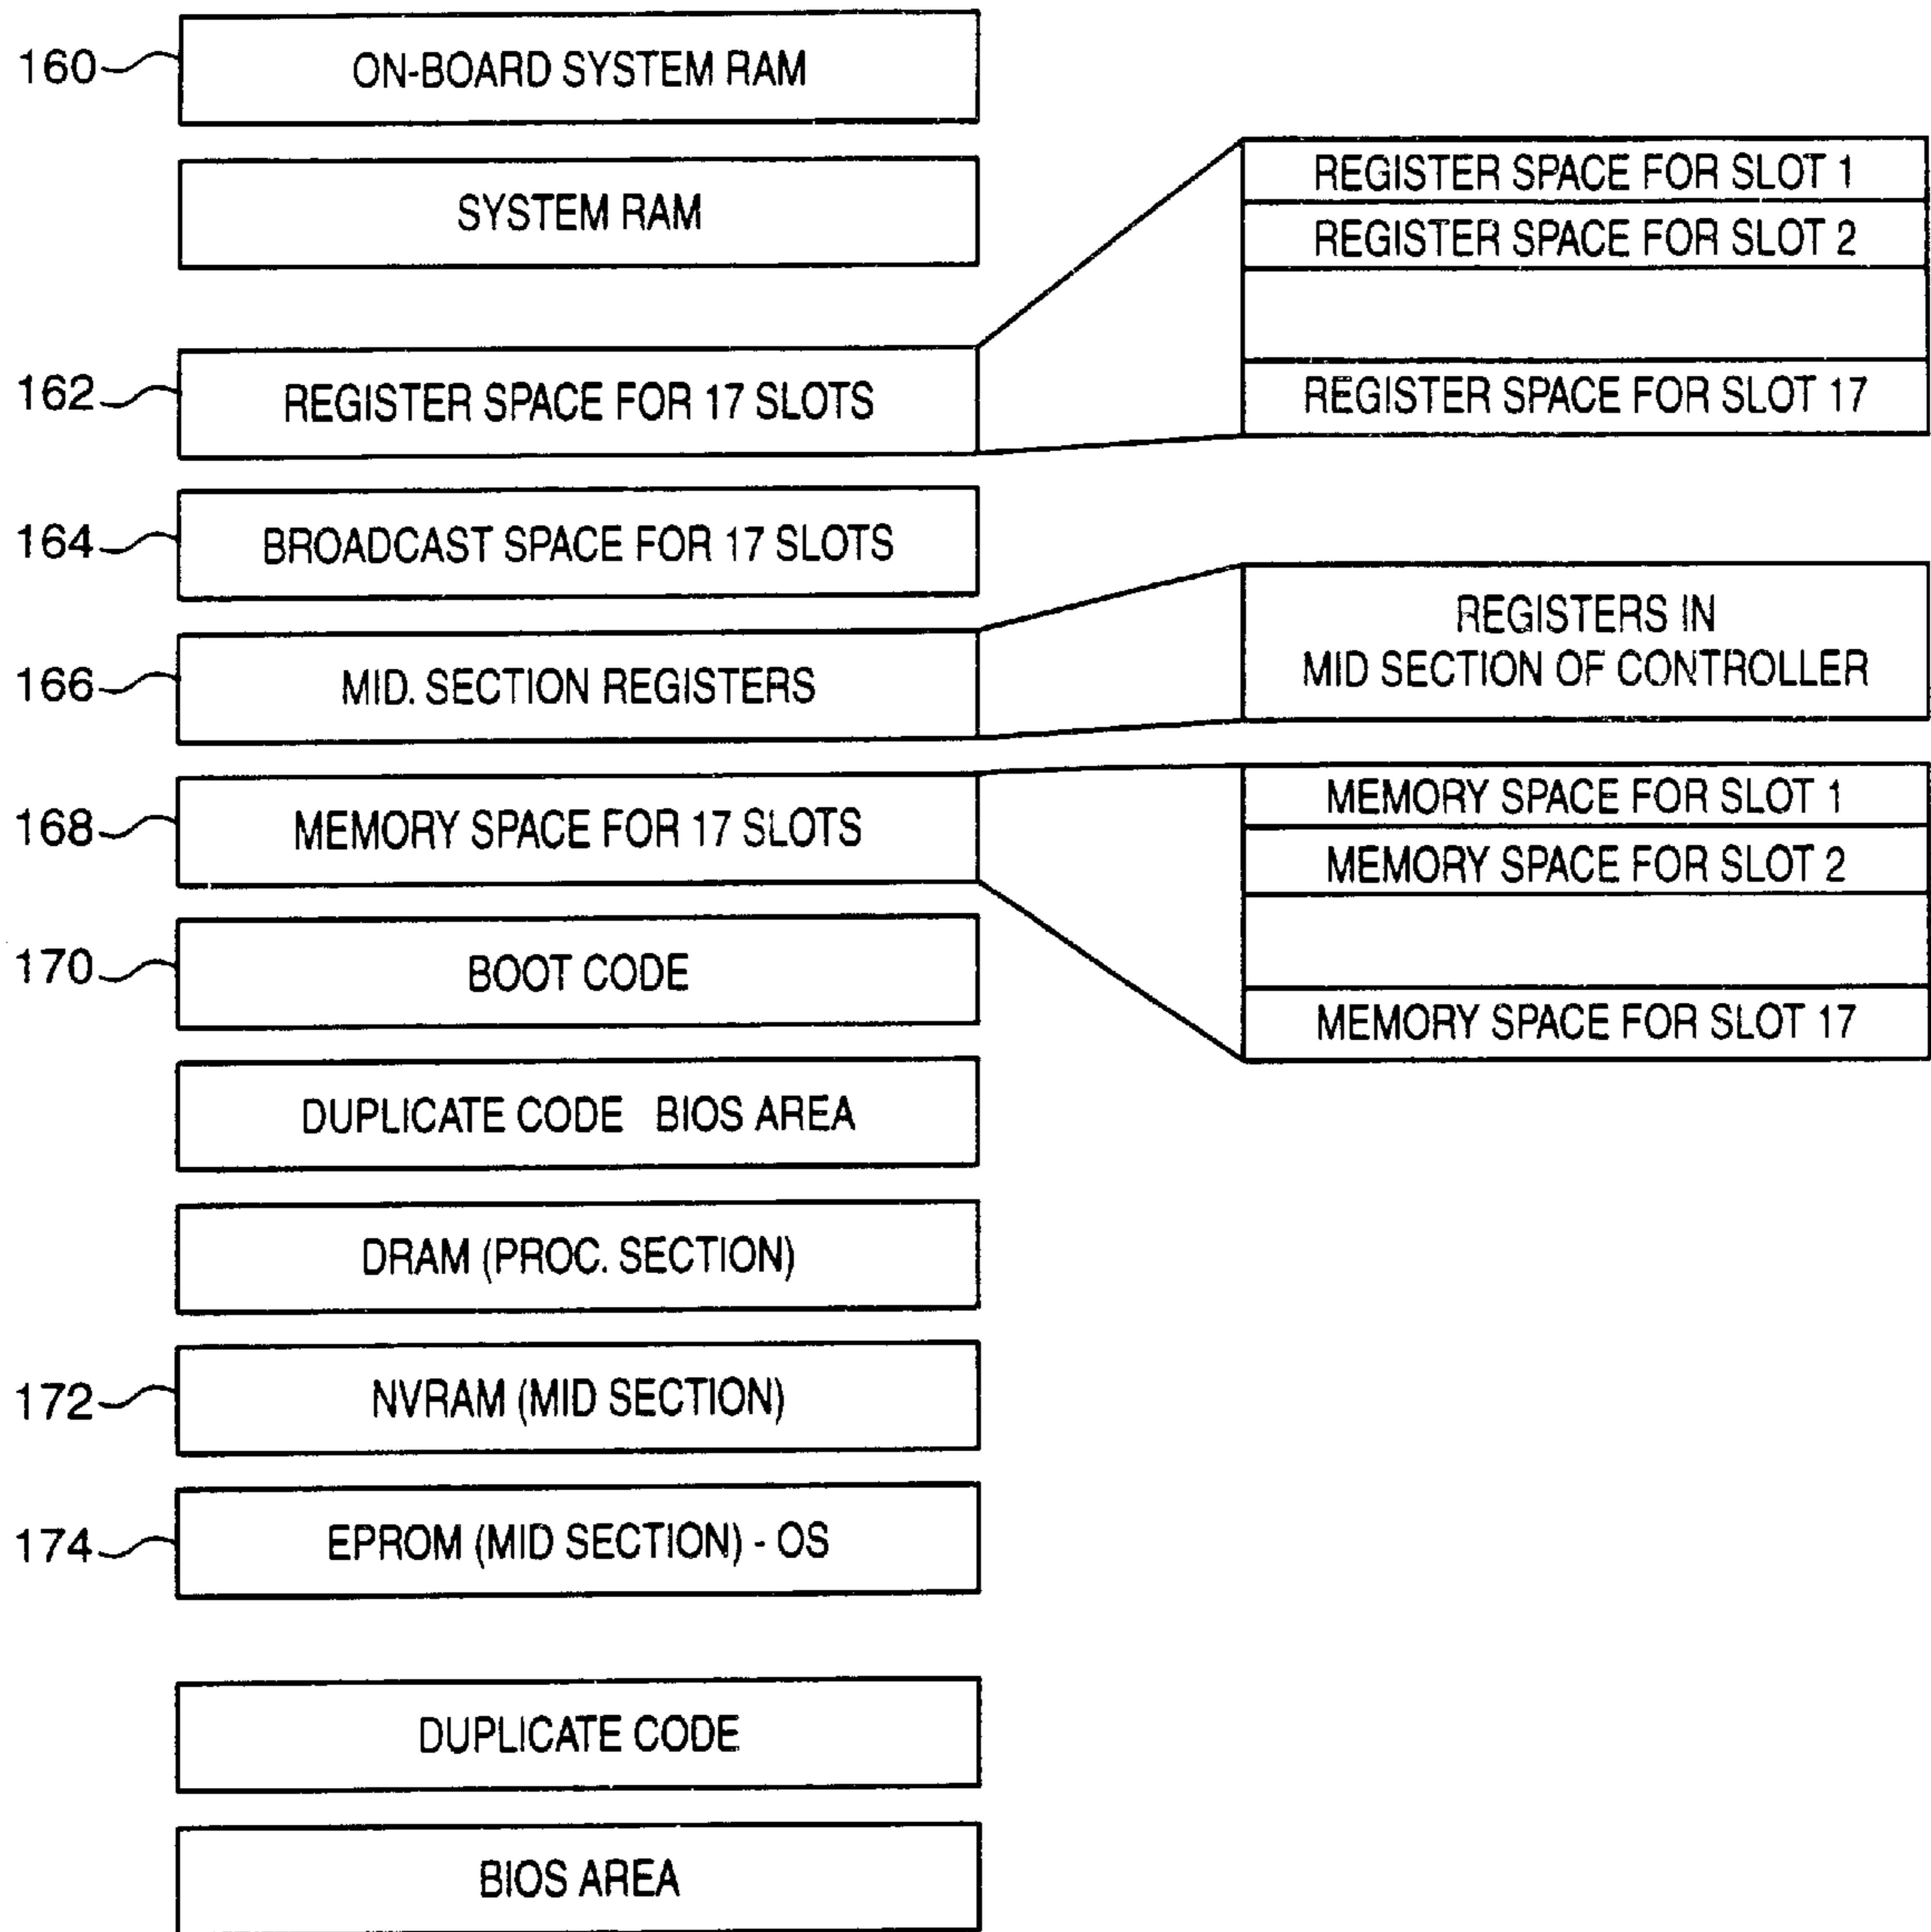 160
ON-BOARD SYSTEM RAM
SYSTEM RAM
162
REGISTER SPACE FOR 17 SLOTS
REGISTER SPACE FOR SLOT 1
REGISTER SPACE FOR SLOT 2
REGISTER SPACE FOR SLOT 17
164
BROADCAST SPACE FOR 17 SLOTS
166
MID. SECTION REGISTERS
REGISTERS IN
MID SECTION OF CONTROLLER
168
MEMORY SPACE FOR 17 SLOTS
MEMORY SPACE FOR SLOT 1
MEMORY SPACE FOR SLOT 2
MEMORY SPACE FOR SLOT 17
170
BOOT CODE
DUPLICATE CODE BIOS AREA
DRAM (PROC. SECTION)
172
NVRAM (MID SECTION)
174
EPROM (MID SECTION) - OS
DUPLICATE CODE
BIOS AREA